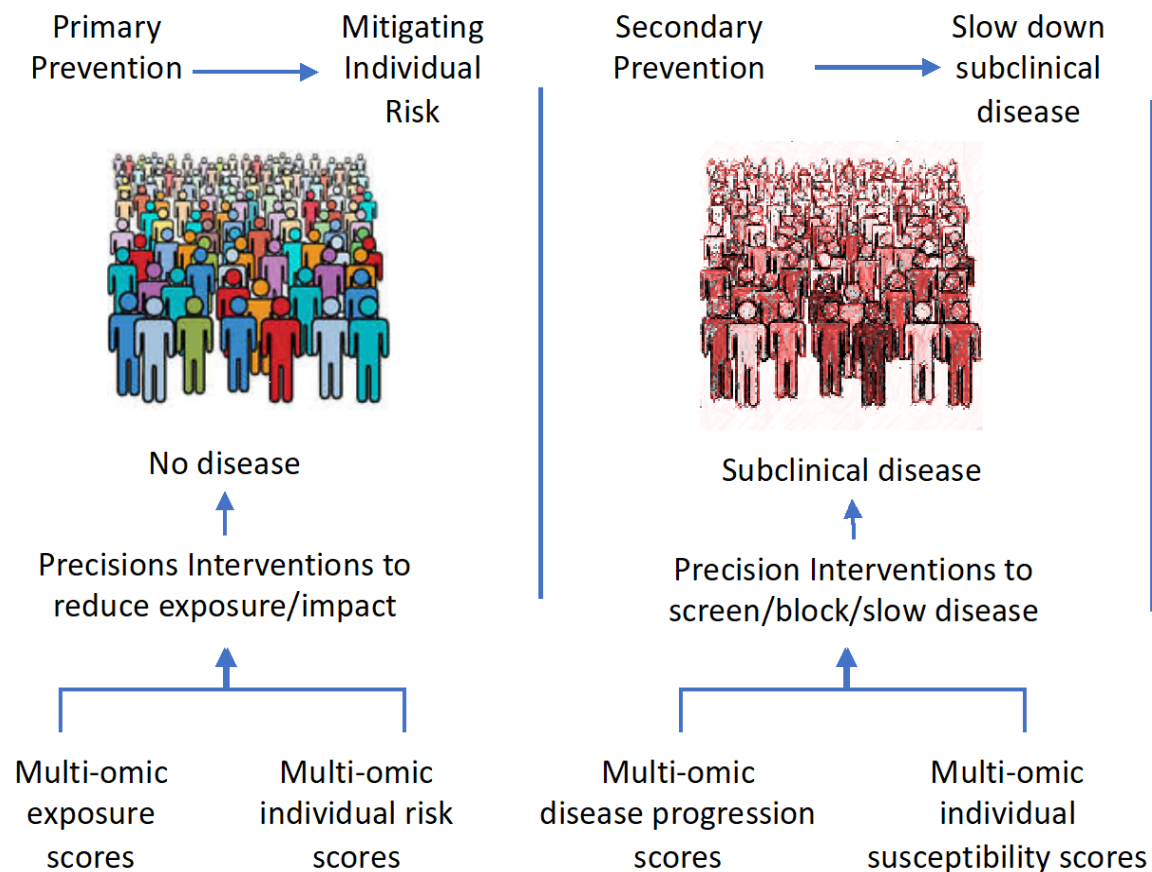 Primary
Prevention
Mitigating
Individual
Risk
Secondary
Prevention
Slow down
subclinical
disease
No disease
Subclinical disease
Precisions Interventions to
reduce exposure/impact
Precision Interventions to
screen/block/slow disease
Multi-omic
exposure
scores
Multi-omic
individual risk
scores
Multi-omic
disease progression
scores
Multi-omic
individual
susceptibility scores